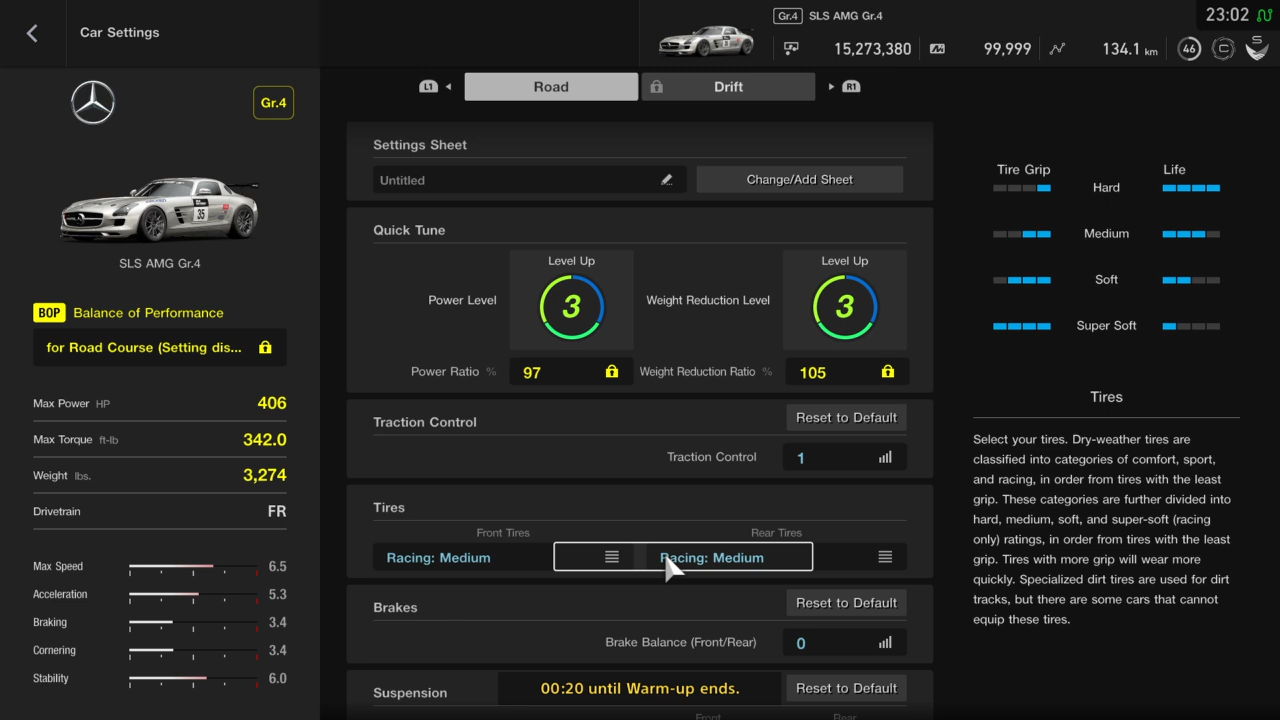 Car Settings
Gr.4 SLS AMG Gr.4
15,273,380 99,999 134.1 km 46 C S
23:02
L1 Road Drift R1
Gr.4
35
SLS AMG Gr.4
BOP Balance of Performance
for Road Course (Setting dis...
Max Power HP 406
Max Torque ft-lb 342.0
Weight lbs. 3,274
Drivetrain FR
Max Speed 6.5
Acceleration 5.3
Braking 3.4
Cornering 3.4
Stability 6.0
Settings Sheet
Untitled Change/Add Sheet
Quick Tune
Level Up Level Up
Power Level 3 Weight Reduction Level 3
Power Ratio % 97 Weight Reduction Ratio % 105
Traction Control Reset to Default
Traction Control 1
Tires
Front Tires Rear Tires
Racing: Medium Racing: Medium
Brakes Reset to Default
Brake Balance (Front/Rear) 0
Suspension 00:20 until Warm-up ends. Reset to Default
Front Rear
Tire Grip Life
Hard
Medium
Soft
Super Soft
Tires
Select your tires. Dry-weather tires are
classified into categories of comfort, sport,
and racing, in order from tires with the least
grip. These categories are further divided into
hard, medium, soft, and super-soft (racing
only) ratings, in order from tires with the least
grip. Tires with more grip will wear more
quickly. Specialized dirt tires are used for dirt
tracks, but there are some cars that cannot
equip these tires.